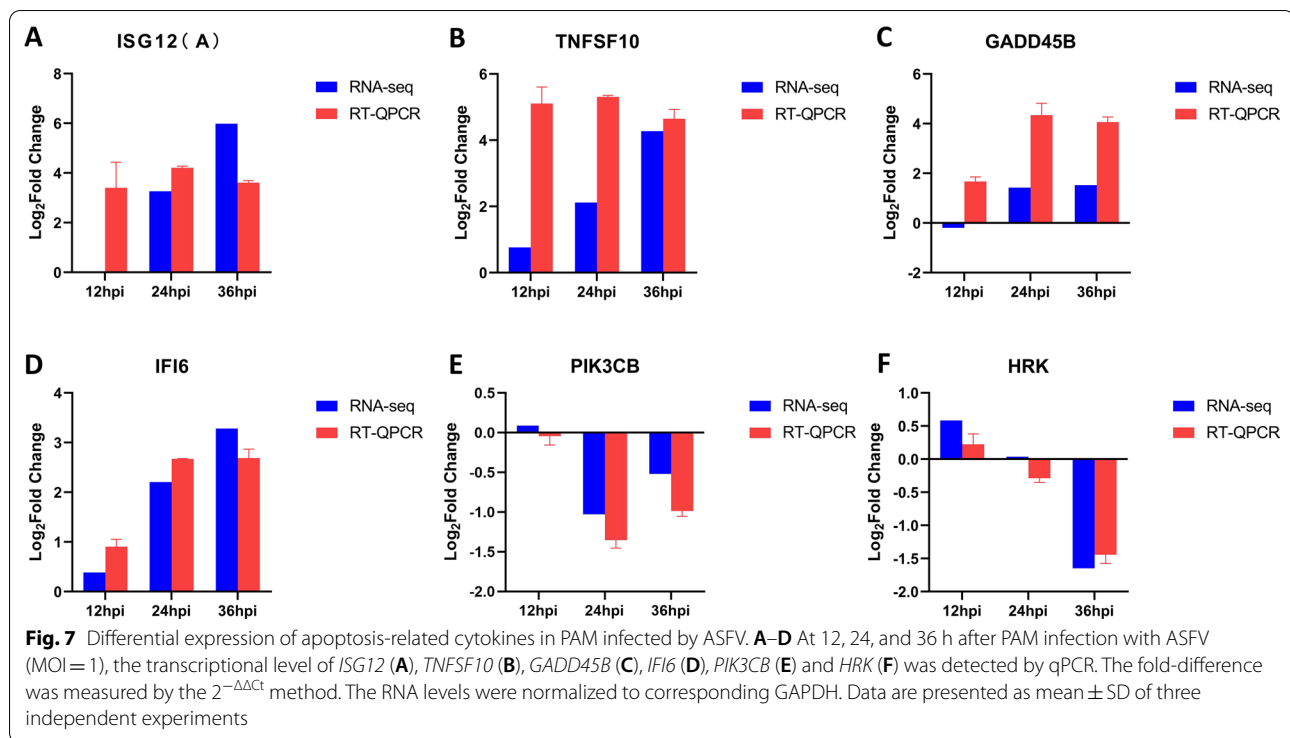 A
ISG12( A)
Log2Fold Change
8
6
4
2
0
12hpi 24hpi 36hpi
RNA-seq
RT-QPCR
B
TNFSF10
Log2Fold Change
6
4
2
0
12hpi 24hpi 36hpi
RNA-seq
RT-QPCR
C
GADD45B
Log2Fold Change
6
4
2
0
-2
12hpi 24hpi 36hpi
RNA-seq
RT-QPCR
D
IFI6
Log2Fold Change
4
3
2
1
0
12hpi 24hpi 36hpi
RNA-seq
RT-QPCR
E
PIK3CB
Log2Fold Change
0.5
0.0
-0.5
-1.0
-1.5
-2.0
12hpi 24hpi 36hpi
RNA-seq
RT-QPCR
F
HRK
Log2Fold Change
1.0
0.5
0.0
-0.5
-1.0
-1.5
-2.0
12hpi 24hpi 36hpi
RNA-seq
RT-QPCR
Fig. 7 Differential expression of apoptosis-related cytokines in PAM infected by ASFV. A–D At 12, 24, and 36 h after PAM infection with ASFV
(MOI = 1), the transcriptional level of ISG12 (A), TNFSF10 (B), GADD45B (C), IFI6 (D), PIK3CB (E) and HRK (F) was detected by qPCR. The fold-difference
was measured by the 2−ΔΔCt method. The RNA levels were normalized to corresponding GAPDH. Data are presented as mean ± SD of three
independent experiments